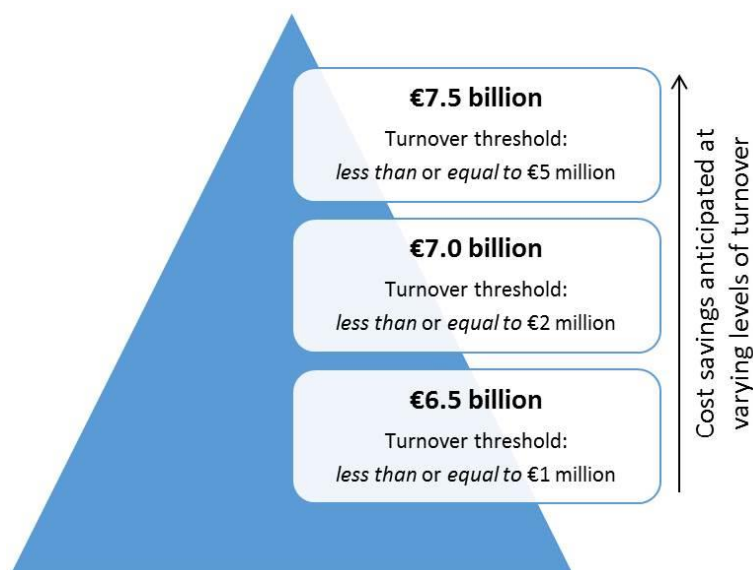 €7.5 billion
Turnover threshold:
less than or equal to €5 million
€7.0 billion
Turnover threshold:
less than or equal to €2 million
€6.5 billion
Turnover threshold:
less than or equal to €1 million
Cost savings anticipated at
varying levels of turnover